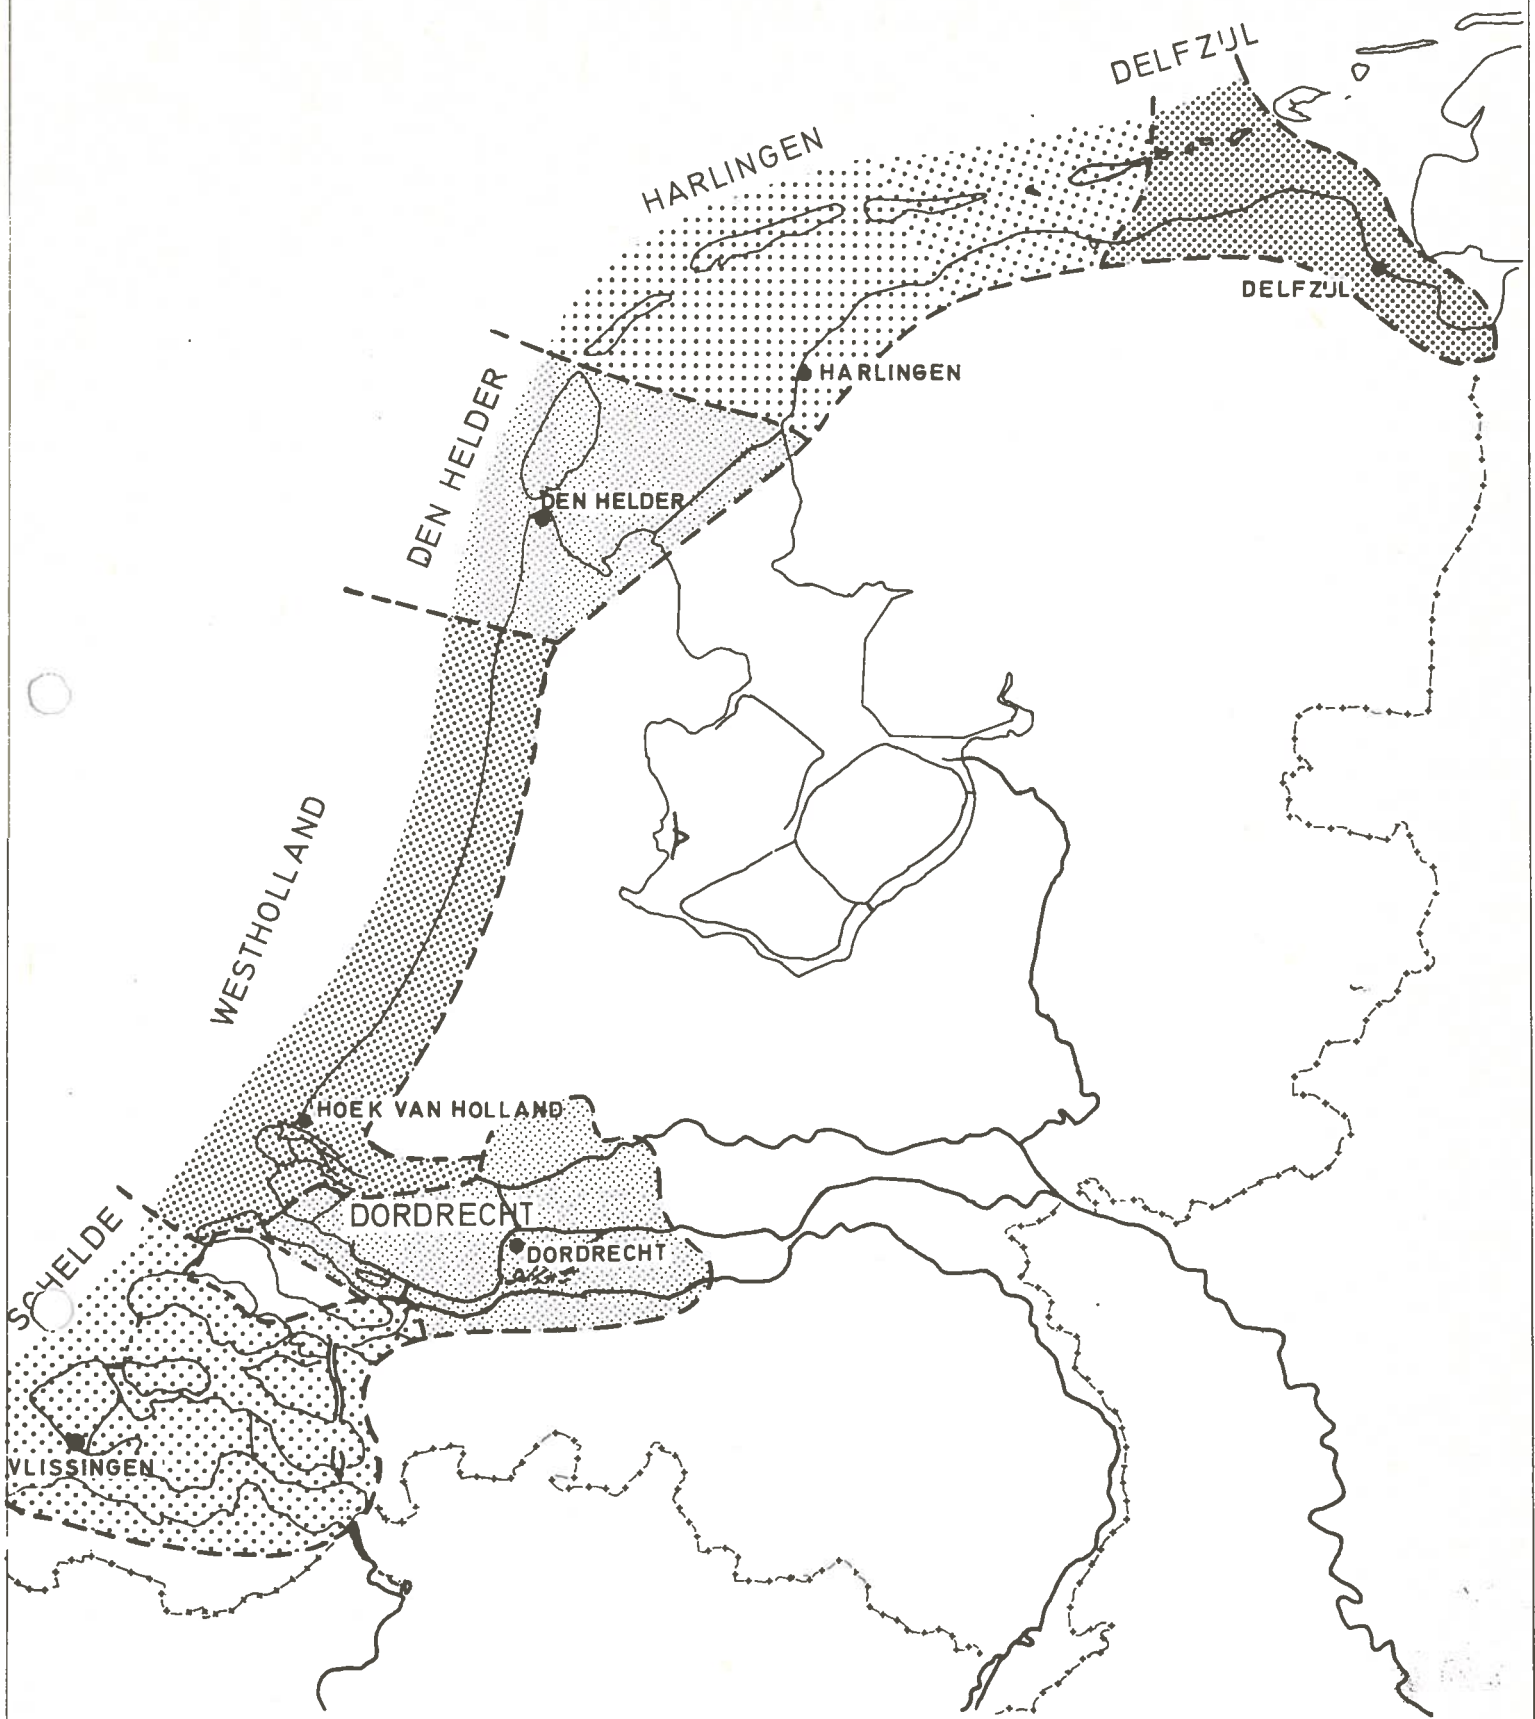 DELFZIJL
HARLINGEN
DELFZIJL
HARLINGEN
DEN HELDER
DEN HELDER
WESTHOLLAND
HOEK VAN HOLLAND
DORDRECHT
DORDRECHT
SCHELDE
VLISSINGEN